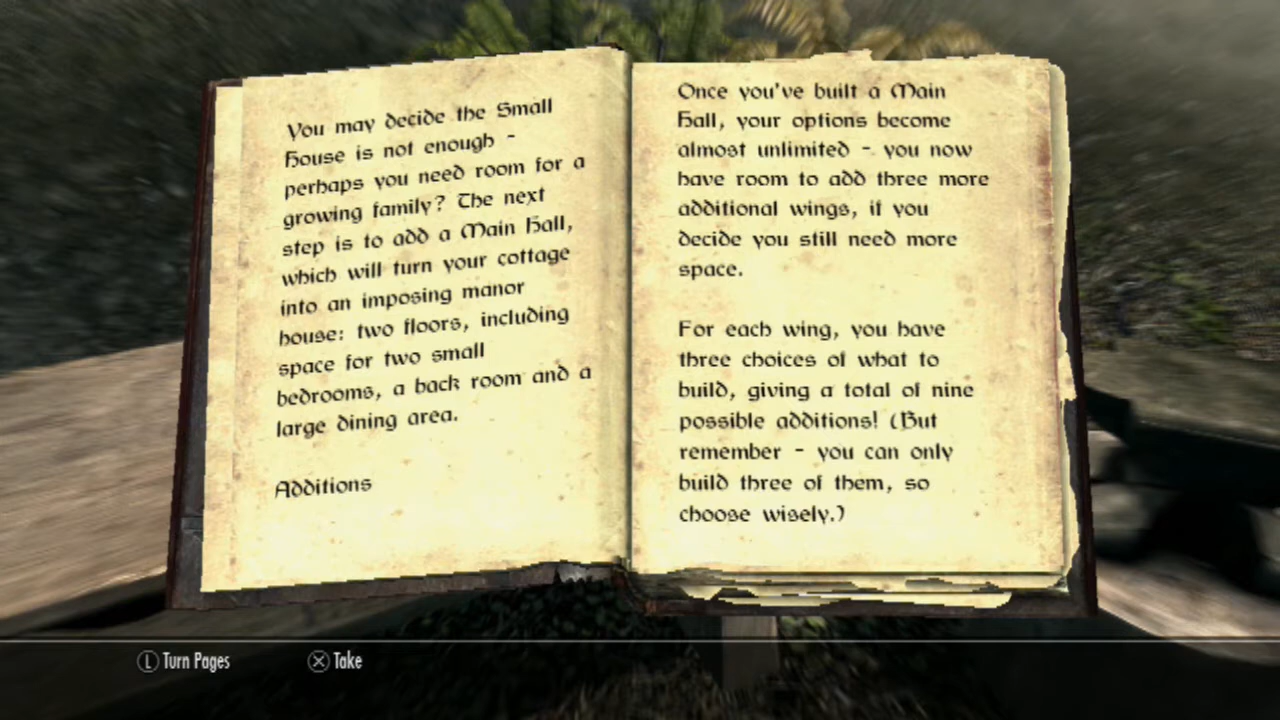 You may decide the Small
House is not enough -
perhaps you need room for a
growing family? The next
step is to add a Main Hall,
which will turn your cottage
into an imposing manor
house: two floors, including
space for two small
bedrooms, a back room and a
large dining area.
Additions
Once you've built a Main
Hall, your options become
almost unlimited - you now
have room to add three more
additional wings, if you
decide you still need more
space.
For each wing, you have
three choices of what to
build, giving a total of nine
possible additions! (But
remember - you can only
build three of them, so
choose wisely.)
L Turn Pages
X Take